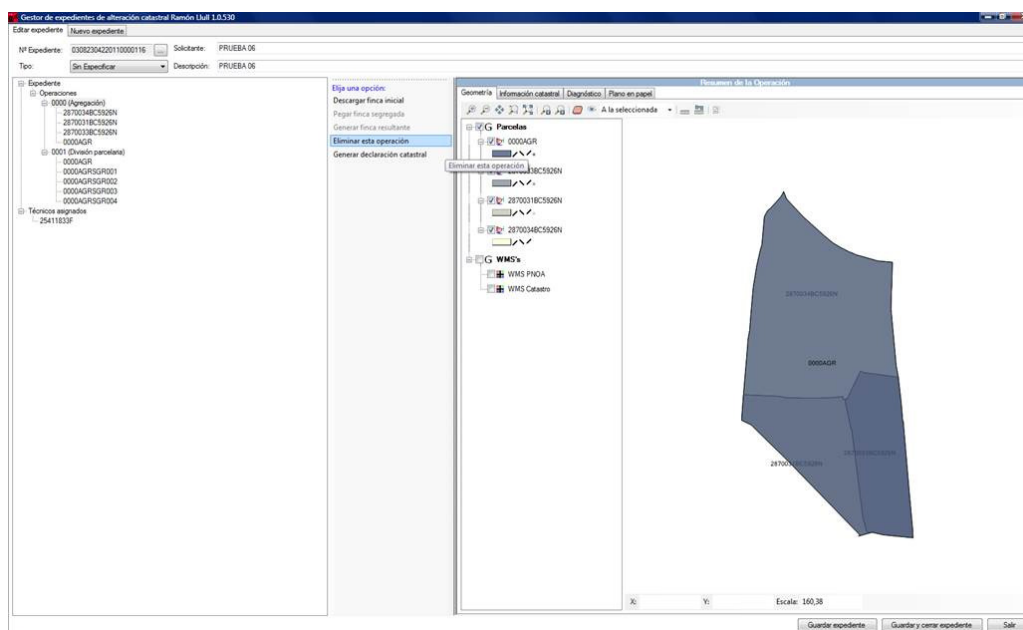 Gestor de expedientes de alteración catastral Ramón Llull 1.0.530
Editar expediente Nuevo expediente
Nº Expediente: 03082304220110000116 ... Solicitante: PRUEBA 06
Tipo: Sin Especificar Descripción: PRUEBA 06
Expediente
Operaciones
0000 (Agregación)
2870034BC5926N
2870031BC5926N
2870033BC5926N
0000AGR
0001 (División parcelaria)
0000AGR
0000AGRSGR001
0000AGRSGR002
0000AGRSGR003
0000AGRSGR004
Técnicos asignados
25411833F
Elija una opción:
Descargar finca inicial
Pegar finca segregada
Generar finca resultante
Eliminar esta operación
Generar declaración catastral
Eliminar esta operación
Resumen de la Operación
Geometría Información catastral Diagnóstico Plano en papel
A la seleccionada
G Parcelas
0000AGR
2870031BC5926N
2870034BC5926N
G WMS's
WMS PNOA
WMS Catastro
2870034BC5926N
0000AGR
X: Y: Escala: 160,38
Guardar expediente Guardar y cerrar expediente Salir